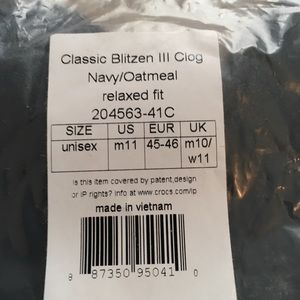 Classic Blitzen III Clog
Navy/Oatmeal
relaxed fit
204563-41C
SIZE US EUR UK
unisex m11 45-46 m10/
w11
is this item covered by patent,design
or IP rights? Info at www.crocs.com/ip
made in vietnam
8 87350 95041 0